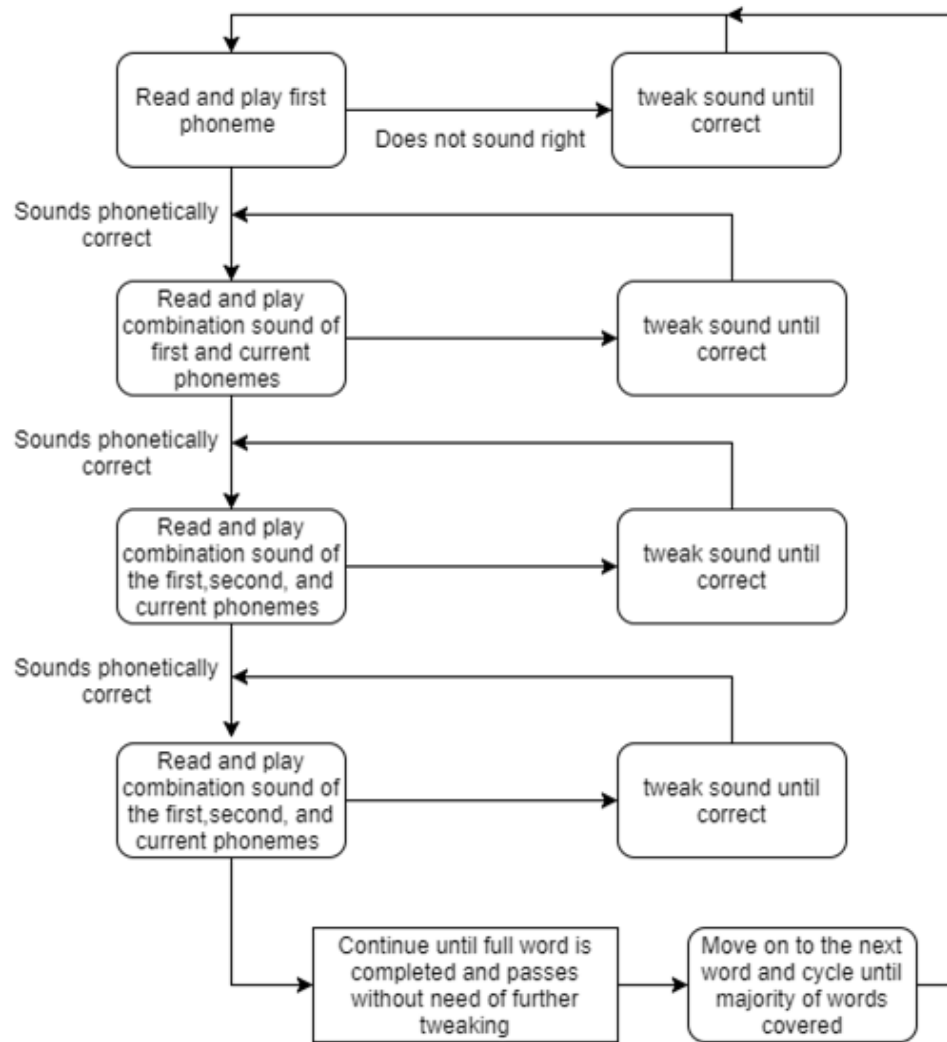 Read and play first
phoneme
Does not sound right
tweak sound until
correct
Sounds phonetically
correct
Read and play
combination sound of
first and current
phonemes
tweak sound until
correct
Sounds phonetically
correct
Read and play
combination sound of
the first,second, and
current phonemes
tweak sound until
correct
Sounds phonetically
correct
Read and play
combination sound of
the first,second, and
current phonemes
tweak sound until
correct
Continue until full word is
completed and passes
without need of further
tweaking
Move on to the next
word and cycle until
majority of words
covered